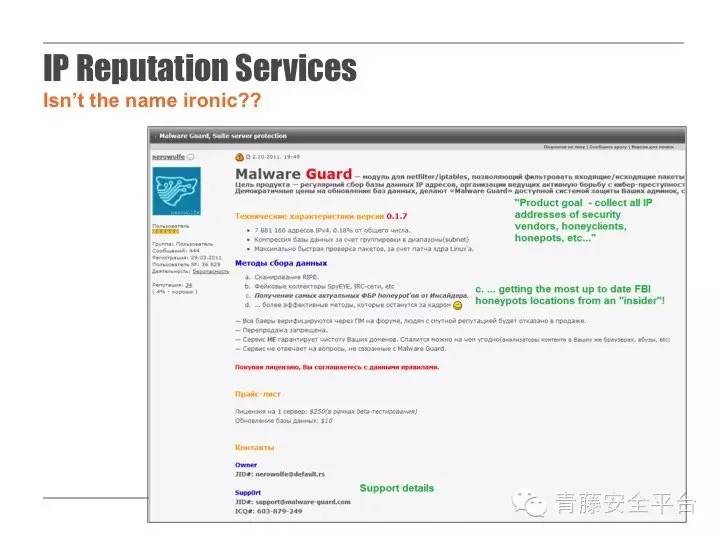 IP Reputation Services
Isn't the name ironic??
Malware Guard, Suite server protection
Подписка на тему | Сообщить другу | Версия для печати
nerowolfe
2.10.2011, 19:49
Malware Guard — модуль для netfilter/iptables, позволяющий фильтровать входящие/исходящие пакеты
Цель продукта — регулярный сбор базы данных IP адресов, организации ведущих активную борьбу с кибер-преступност
Демократичные цены на обновление баз данных, делают «Malware Guard» доступной системой защиты Ваших админок, с
"Product goal - collect all IP
addresses of security
vendors, honeyclients,
honepots, etc..."
Технические характеристики версии 0.1.7
7 881 166 адресов IPv4, 0.18% от общего числа.
Компрессия базы данных за счет группировки в диапазоны(subnet)
Максимально быстрая проверка пакетов, за счет патча ядра Linux'a.
Пользователь
Группа: Пользователь
Сообщений: 444
Регистрация: 29.03.2011
Пользователь №: 36 829
Деятельность: безопасность
Репутация: 24
( 4% - хорошо )
Методы сбора данных
a. Сканирование RIPE.
b. Фейковые коллекторы SpyEYE, IRC-сети, etc
c. Получение самых актуальных ФБР honeypot'ов от Инсайдера.
d. ... более эффективные методы, которые останутся за кадром
c. ... getting the most up to date FBI
honeypots locations from an "insider"!
— Все баеры верифицируются через ПМ на форуме, людям с смутной репутацией будет отказано в продаже.
— Перепродажа запрещена.
— Сервис НЕ гарантирует чистоту Ваших доменов. Спалится можно на чем угодно(анализаторы контента в Ваших же браузерах, абузы, etc)
— Сервис не отвечает на вопросы, не связанные с Malware Guard.
Покупая лицензию, Вы соглашаетесь с данными правилами.
Прайс-лист
Лицензия на 1 сервер: $250(в рамках beta-тестирования)
Обновление базы данных: $10
Контакты
Owner
JID#: nerowolfe@default.rs
Supp0rt
JID#: support@malware-guard.com
ICQ#: 603-879-249
Support details
青藤安全平台